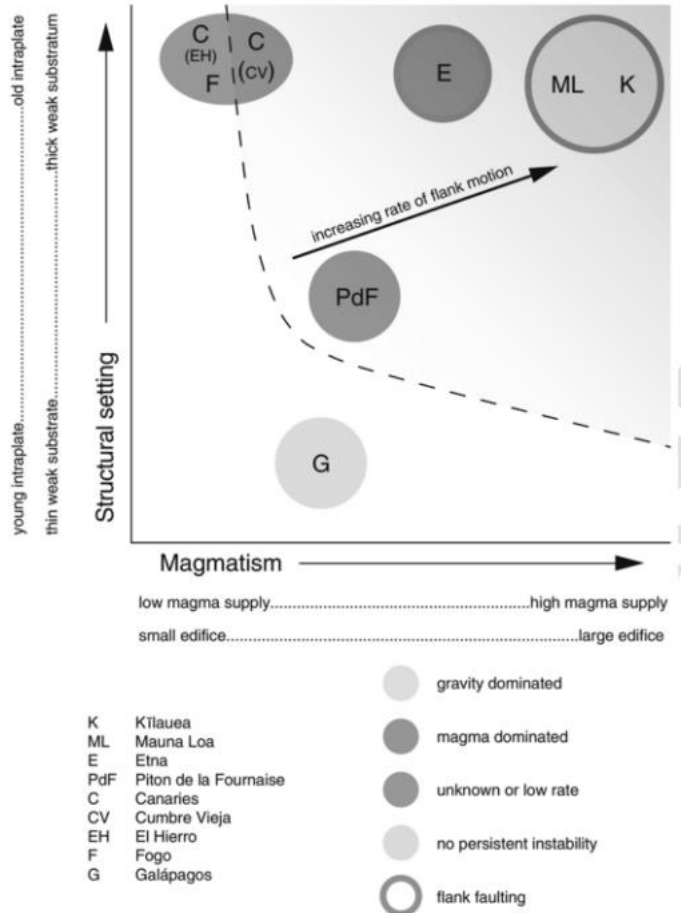 C
C
(EH)
(CV)
F
E
ML K
increasing rate of flank motion
PdF
G
Structural setting
young intraplate.....................................................old intraplate
thin weak substrate.....................................thick weak substratum
Magmatism
low magma supply.......................................................high magma supply
small edifice..........................................................................large edifice
K Kīlauea
ML Mauna Loa
E Etna
PdF Piton de la Fournaise
C Canaries
CV Cumbre Vieja
EH El Hierro
F Fogo
G Galápagos
gravity dominated
magma dominated
unknown or low rate
no persistent instability
flank faulting